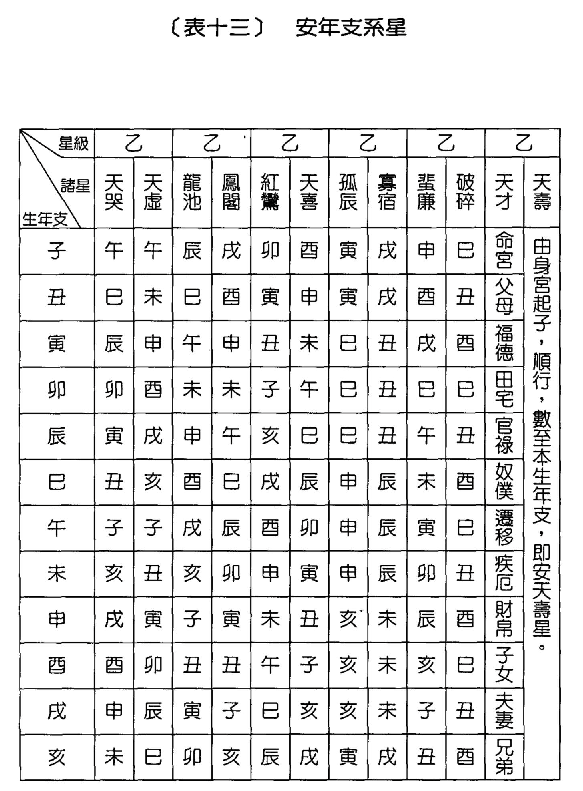 〔表十三〕 安年支系星
星級 乙 乙 乙 乙 乙 乙
諸星 生年支 天哭 天虛 龍池 鳳閣 紅鸞 天喜 孤辰 寡宿 蜚廉 破碎 天才 天壽
子 午 午 辰 戌 卯 酉 寅 戌 申 巳 命宮
丑 巳 未 巳 酉 寅 申 寅 戌 酉 丑 父母
寅 辰 申 午 申 丑 未 巳 丑 戌 酉 福德
卯 卯 酉 未 未 子 午 巳 丑 巳 巳 田宅
辰 寅 戌 申 午 亥 巳 巳 丑 午 丑 官祿
巳 丑 亥 酉 巳 戌 辰 申 辰 未 酉 奴僕
午 子 子 戌 辰 酉 卯 申 辰 寅 巳 遷移
未 亥 丑 亥 卯 申 寅 申 辰 卯 丑 疾厄
申 戌 寅 子 寅 未 丑 亥 未 辰 酉 財帛
酉 酉 卯 丑 丑 午 子 亥 未 亥 巳 子女
戌 申 辰 寅 子 巳 亥 亥 未 子 丑 夫妻
亥 未 巳 卯 亥 辰 戌 寅 戌 丑 酉 兄弟
由身宮起子，順行，數至本生年支，即安天壽星。